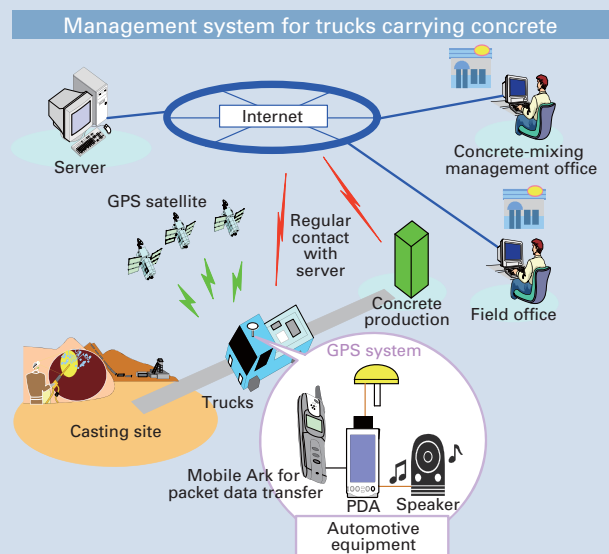 Management system for trucks carrying concrete
Internet
Server
Concrete-mixing
management office
GPS satellite
Regular
contact
with
server
Concrete
production
Field office
GPS system
Trucks
Casting site
Mobile Ark for
packet data transfer
PDA
Speaker
Automotive
equipment